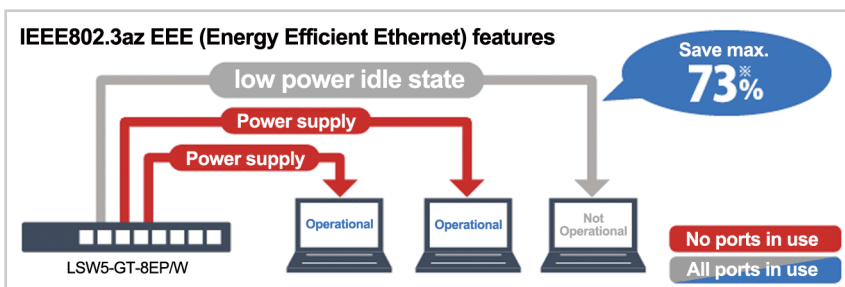 IEEE802.3az EEE (Energy Efficient Ethernet) features
Save max.
73※%
low power idle state
Power supply
Power supply
Operational
Operational
Not
Operational
No ports in use
All ports in use
LSW5-GT-8EP/W